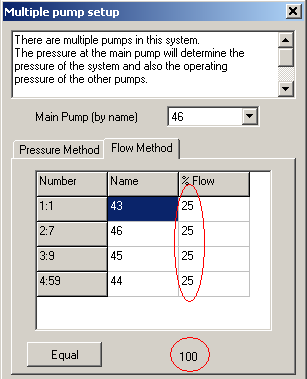 Multiple pump setup
There are multiple pumps in this system.
The pressure at the main pump will determine the
pressure of the system and also the operating
pressure of the other pumps.
Main Pump (by name) 46
Pressure Method Flow Method
Number Name % Flow
1:1 43 25
2:7 46 25
3:9 45 25
4:59 44 25
Equal 100